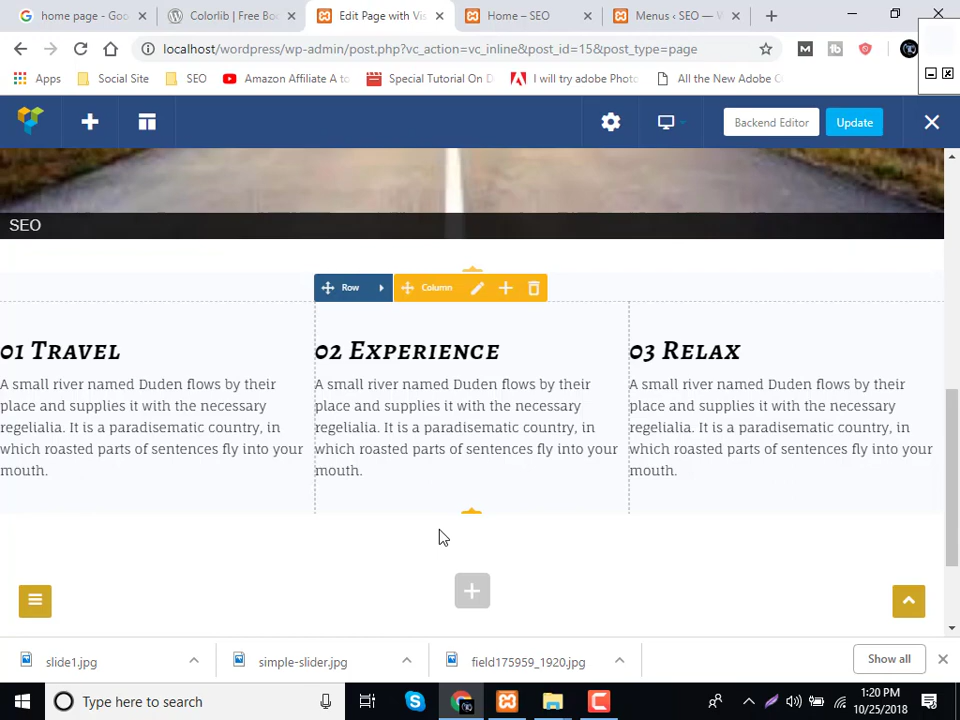 home page - Goo
Colorlib | Free Boo
Edit Page with Vis
Home – SEO
Menus ‹ SEO — W
localhost/wordpress/wp-admin/post.php?vc_action=vc_inline&post_id=15&post_type=page
Apps
Social Site
SEO
Amazon Affiliate A to
Special Tutorial On D
I will try adobe Photo
All the New Adobe C
Backend Editor
Update
SEO
Row
Column
01 Travel
02 Experience
03 Relax
A small river named Duden flows by their
place and supplies it with the necessary
regelialia. It is a paradisematic country, in
which roasted parts of sentences fly into your
mouth.
A small river named Duden flows by their
place and supplies it with the necessary
regelialia. It is a paradisematic country, in
which roasted parts of sentences fly into your
mouth.
A small river named Duden flows by their
place and supplies it with the necessary
regelialia. It is a paradisematic country, in
which roasted parts of sentences fly into your
mouth.
slide1.jpg
simple-slider.jpg
field175959_1920.jpg
Show all
Type here to search
1:20 PM
10/25/2018